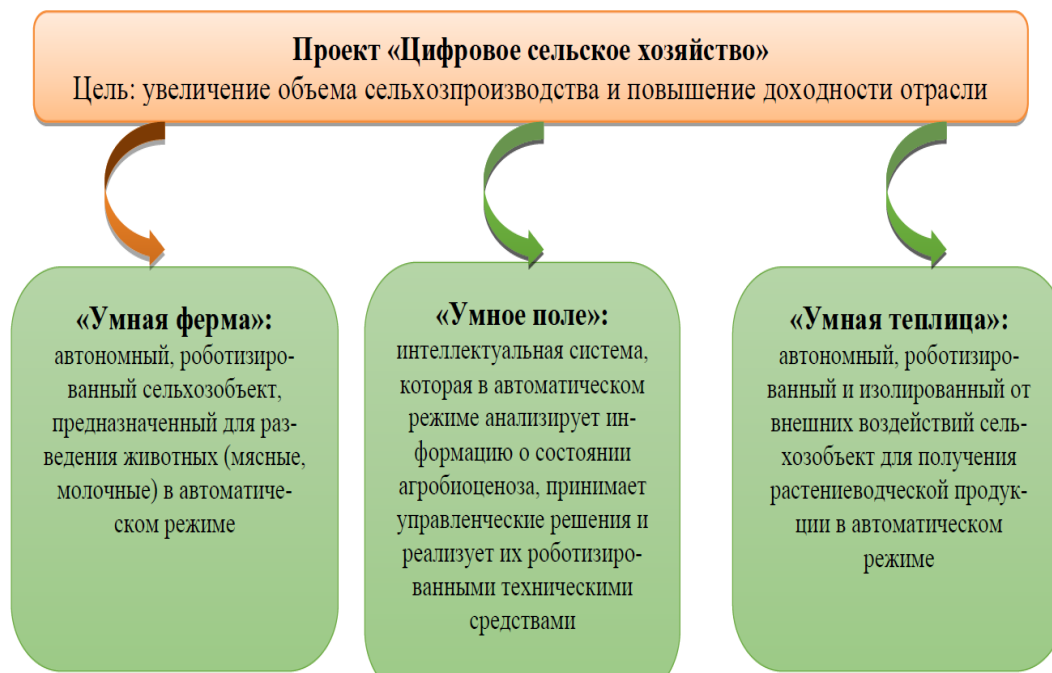 Проект «Цифровое сельское хозяйство»
Цель: увеличение объема сельхозпроизводства и повышение доходности отрасли
«Умная ферма»:
автономный, роботизиро-
ванный сельхозобъект,
предназначенный для раз-
ведения животных (мясные,
молочные) в автоматиче-
ском режиме
«Умное поле»:
интеллектуальная система,
которая в автоматическом
режиме анализирует ин-
формацию о состоянии
агробиоценоза, принимает
управленческие решения и
реализует их роботизиро-
ванными техническими
средствами
«Умная теплица»:
автономный, роботизиро-
ванный и изолированный от
внешних воздействий сель-
хозобъект для получения
растениеводческой продук-
ции в автоматическом
режиме